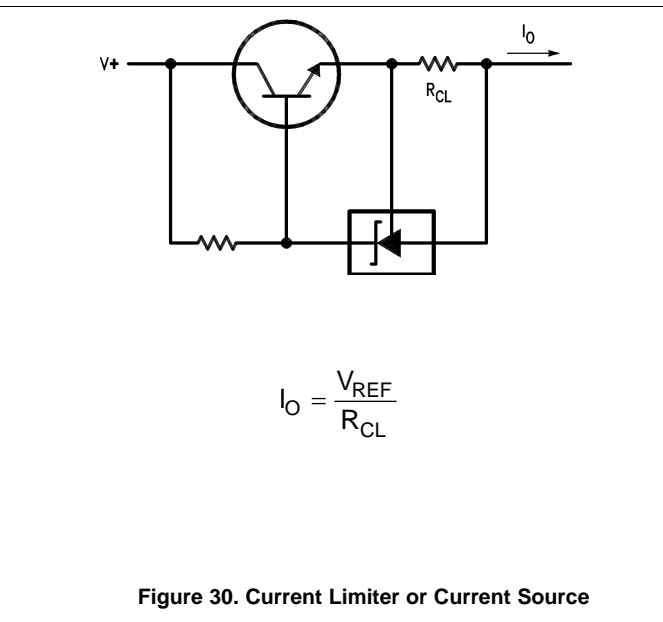 I_O
V+
R_CL
I_O = V_REF / R_CL
Figure 30. Current Limiter or Current Source